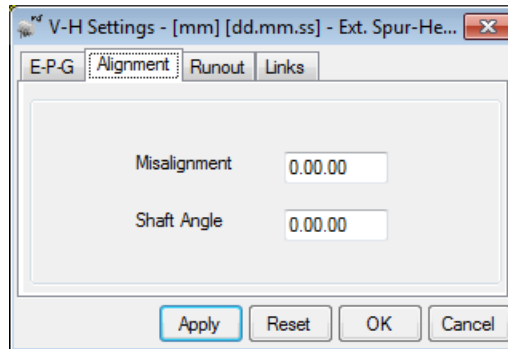 V-H Settings - [mm] [dd.mm.ss] - Ext. Spur-He...
E-P-G Alignment Runout Links
Misalignment 0.00.00
Shaft Angle 0.00.00
Apply Reset OK Cancel